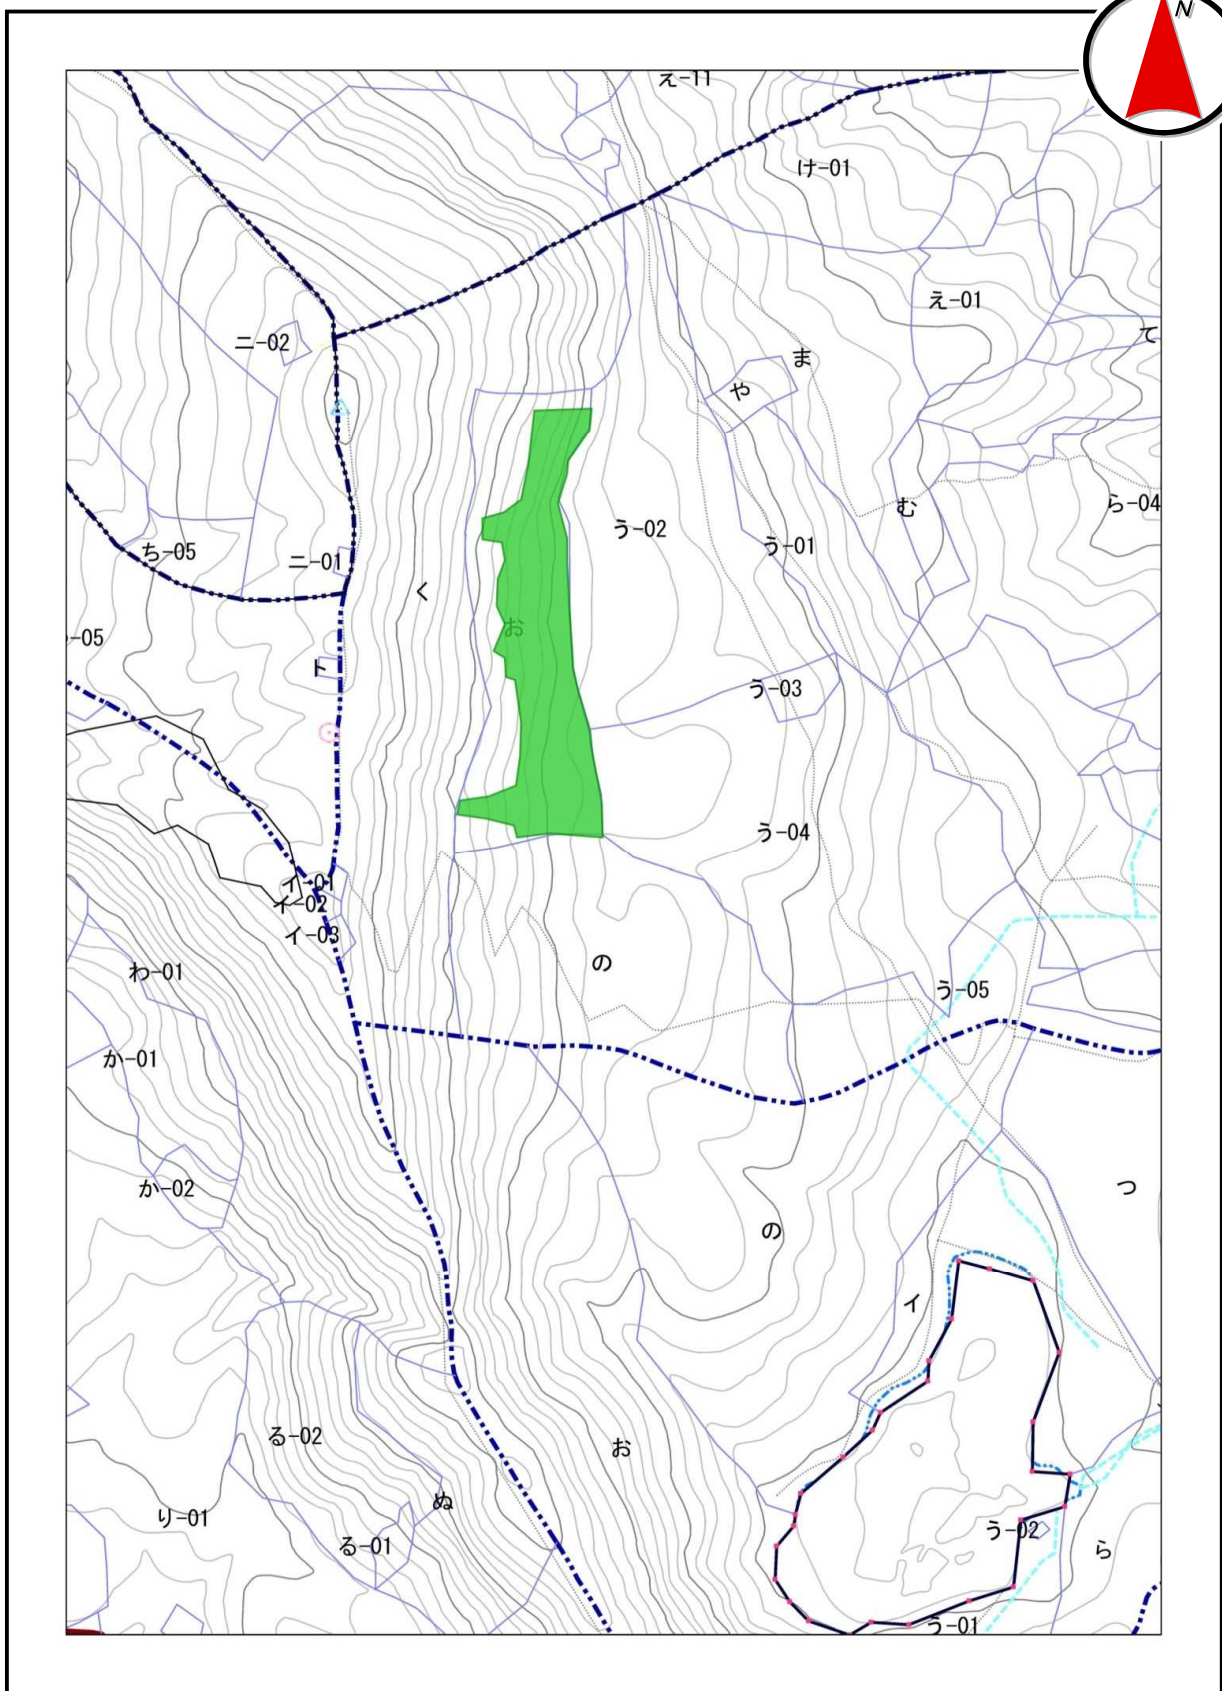 N
え-11
け-01
え-01
ニ-02
て
ま
や
む
ら-04
う-02
う-01
ち-05
ニ-01
く
-05
お
ト
う-03
う-04
イ-01
イ-02
イ-03
の
わ-01
う-05
か-01
か-02
つ
の
イ
る-02
お
ぬ
り-01
う-02
る-01
ら
う-01